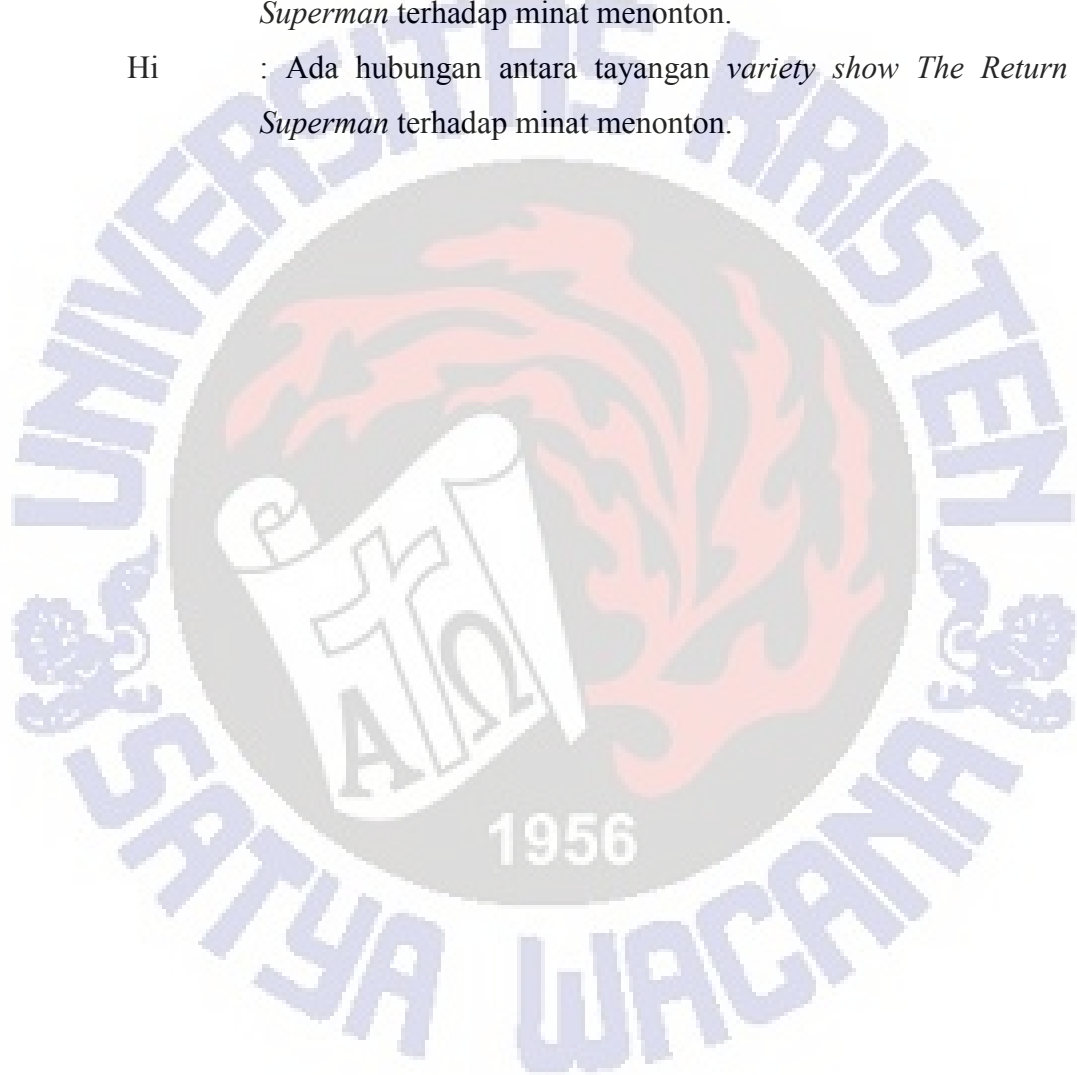 Superman terhadap minat menonton.
Hi : Ada hubungan antara tayangan variety show The Return
Superman terhadap minat menonton.
UNIVERSITAS KRISTEN
SATYA WACANA
Α Ω
1956